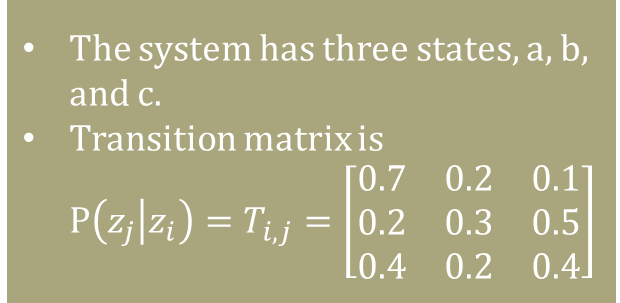 • The system has three states, a, b,
and c.
• Transition matrix is
P(z_j|z_i) = T_{i,j} = [0.7 0.2 0.1
0.2 0.3 0.5
0.4 0.2 0.4]